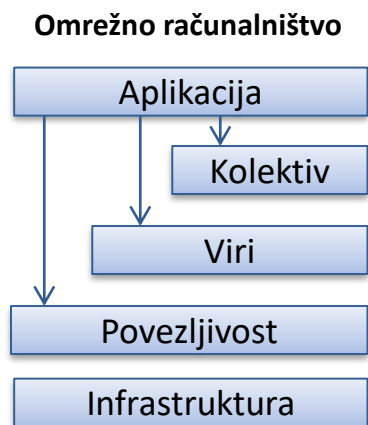 Omrežno računalništvo
Aplikacija
Kolektiv
Viri
Povezljivost
Infrastruktura